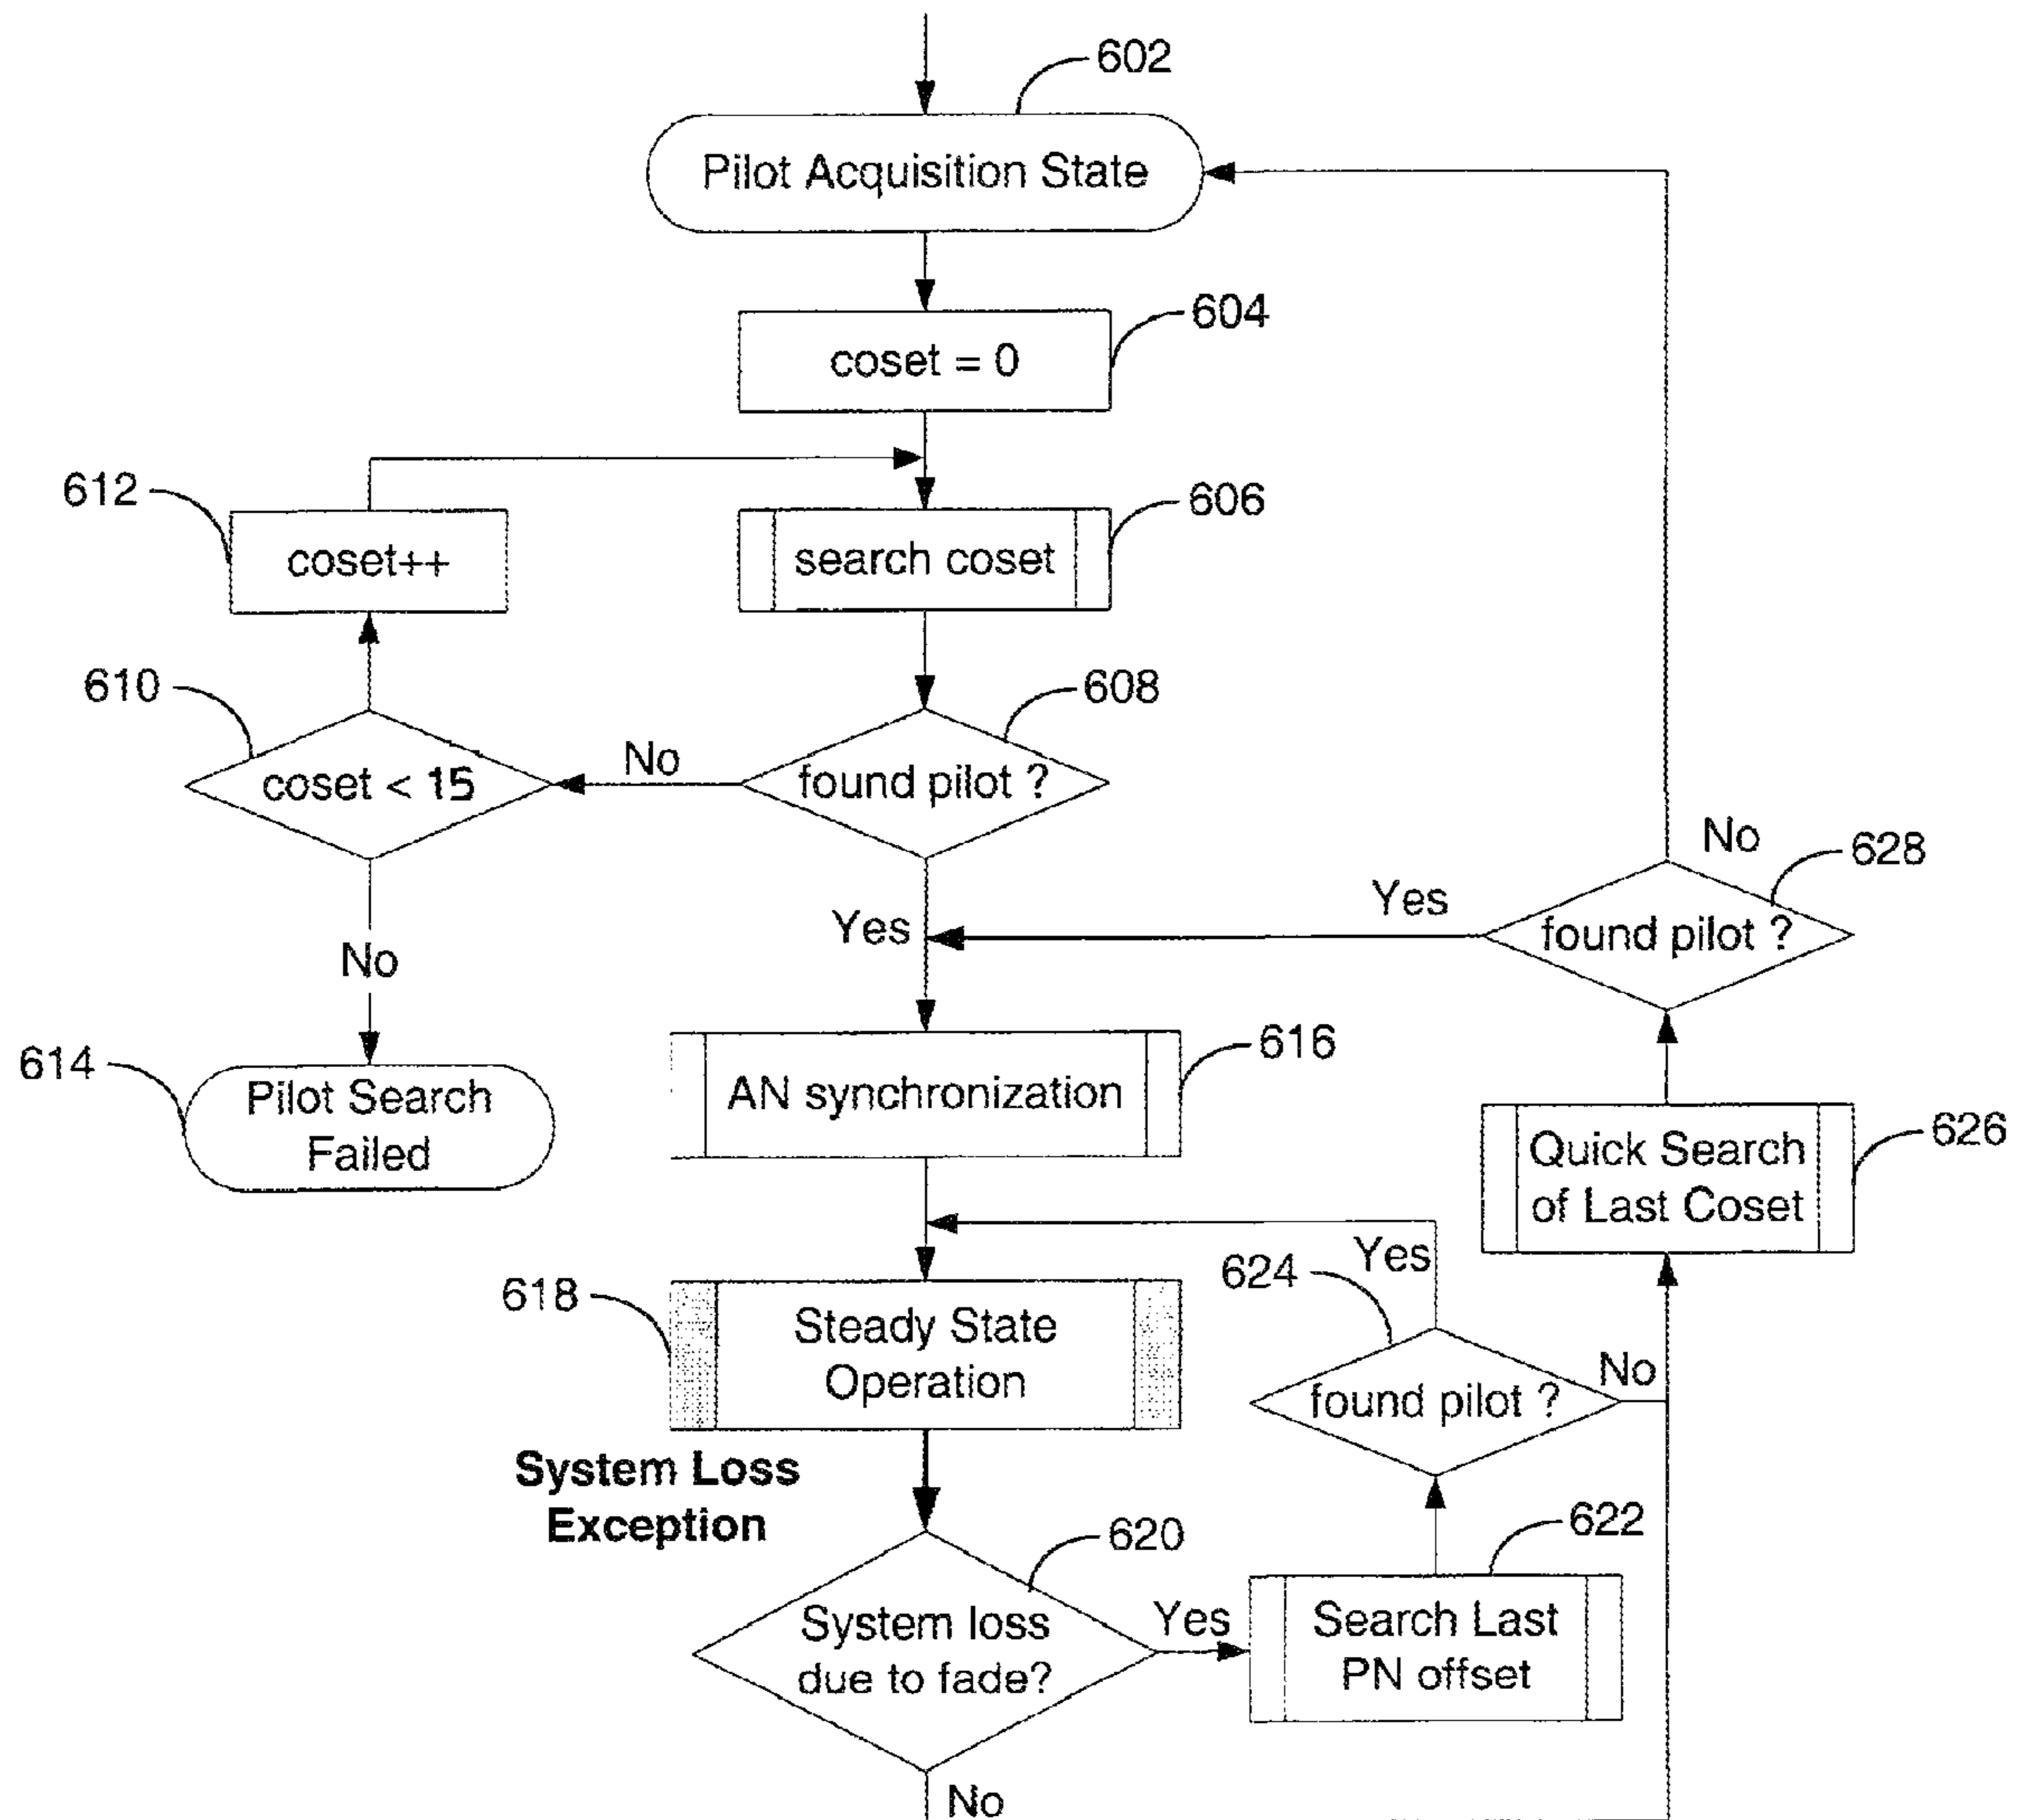 602
Pilot Acquisition State
604
coset = 0
612
606
coset++
search coset
610
608
coset < 15
No
found pilot ?
No
628
Yes
Yes
found pilot ?
No
614
616
Pilot Search
Failed
AN synchronization
626
Quick Search
of Last Coset
Yes
624
618
Steady State
Operation
found pilot ?
No
System Loss
Exception
620
622
System loss
due to fade?
Yes
Search Last
PN offset
No